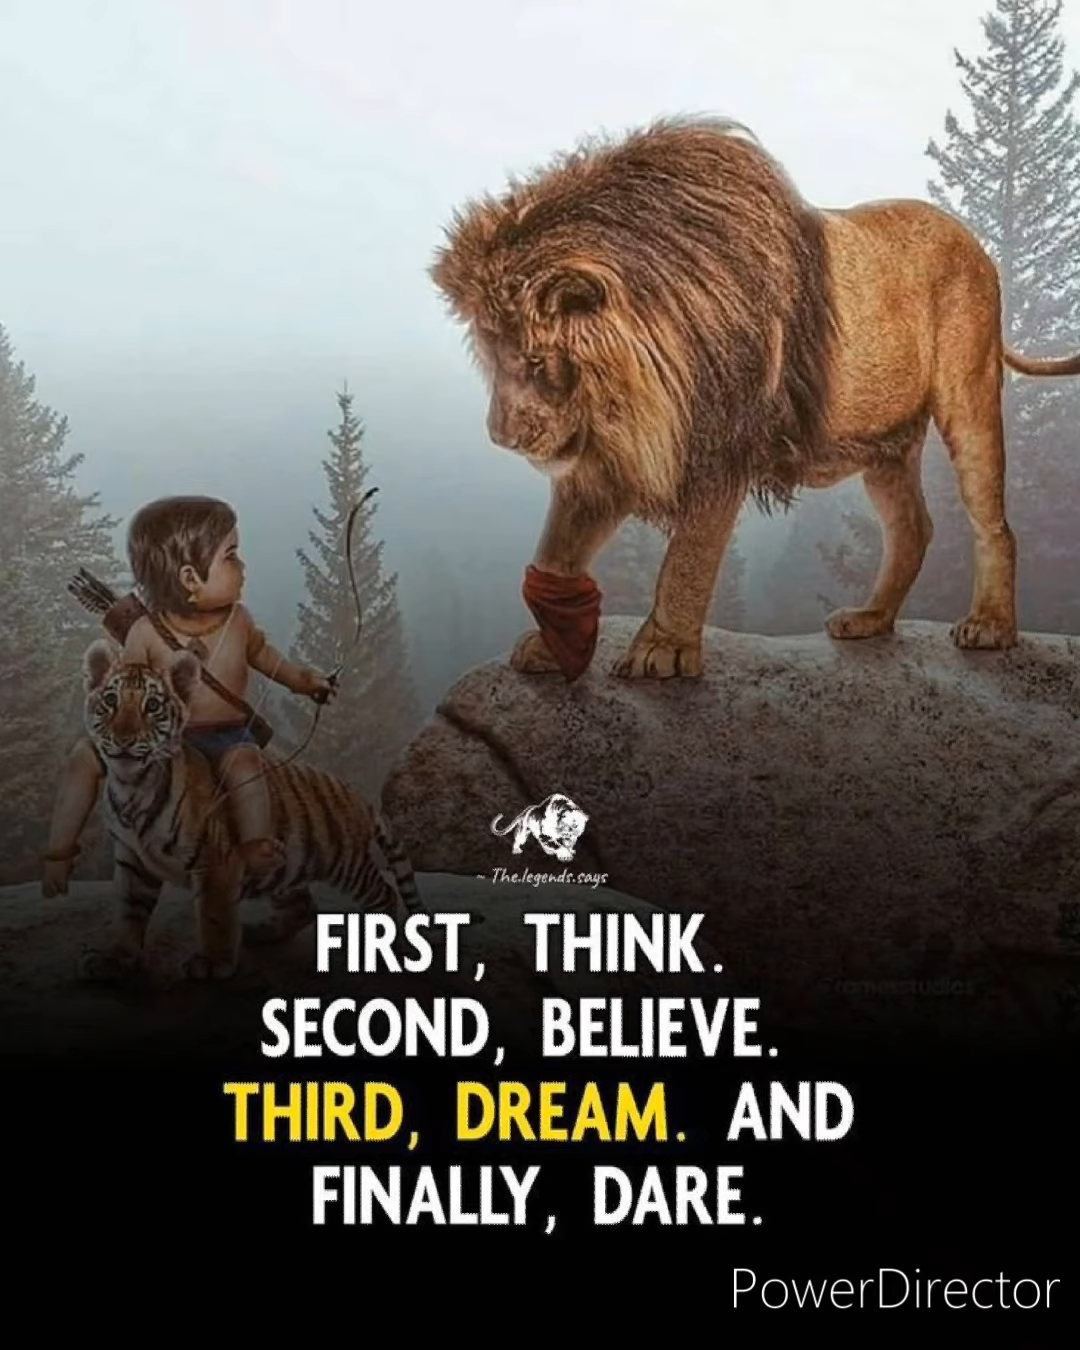 ~ The.legends.says
FIRST, THINK.
SECOND, BELIEVE.
THIRD, DREAM. AND
FINALLY, DARE.
PowerDirector